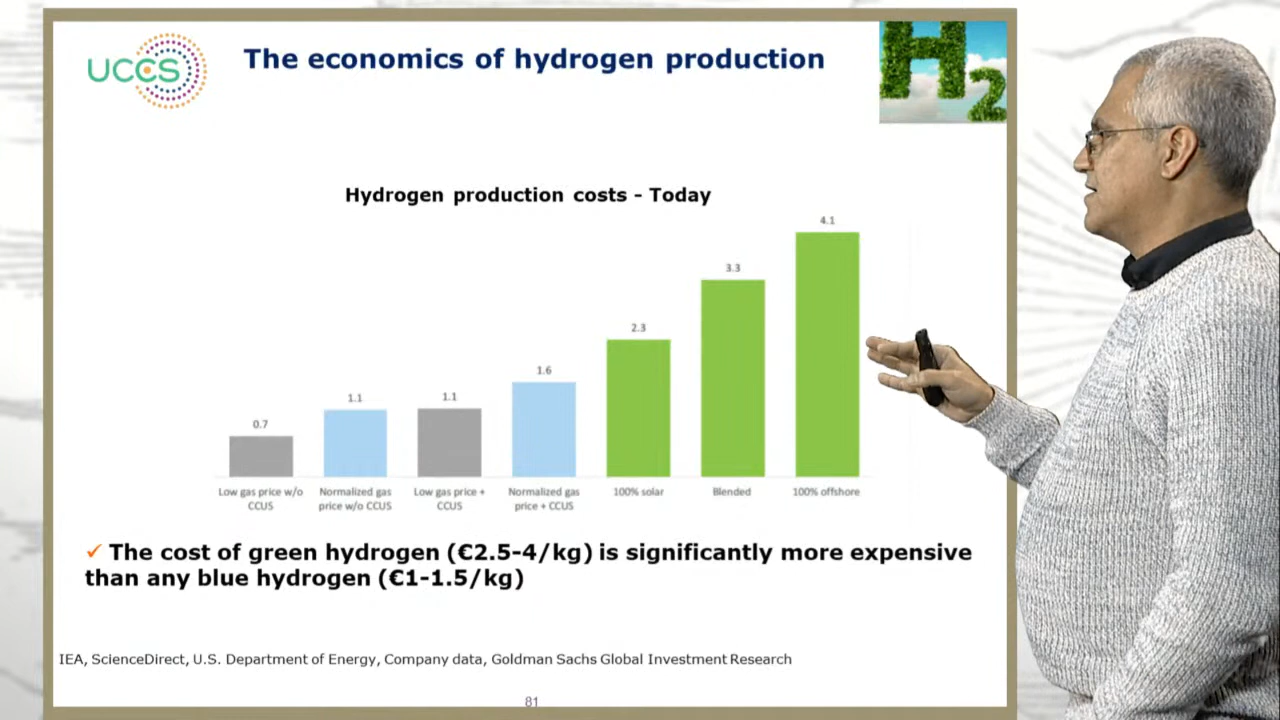 UCCS
The economics of hydrogen production
H2
Hydrogen production costs - Today
4.1
3.3
2.3
1.6
1.1
1.1
0.7
Low gas price w/o
CCUS
Normalized gas
price w/o CCUS
Low gas price +
CCUS
Normalized gas
price + CCUS
100% solar
Blended
100% offshore
✓ The cost of green hydrogen (€2.5-4/kg) is significantly more expensive
than any blue hydrogen (€1-1.5/kg)
IEA, ScienceDirect, U.S. Department of Energy, Company data, Goldman Sachs Global Investment Research
81